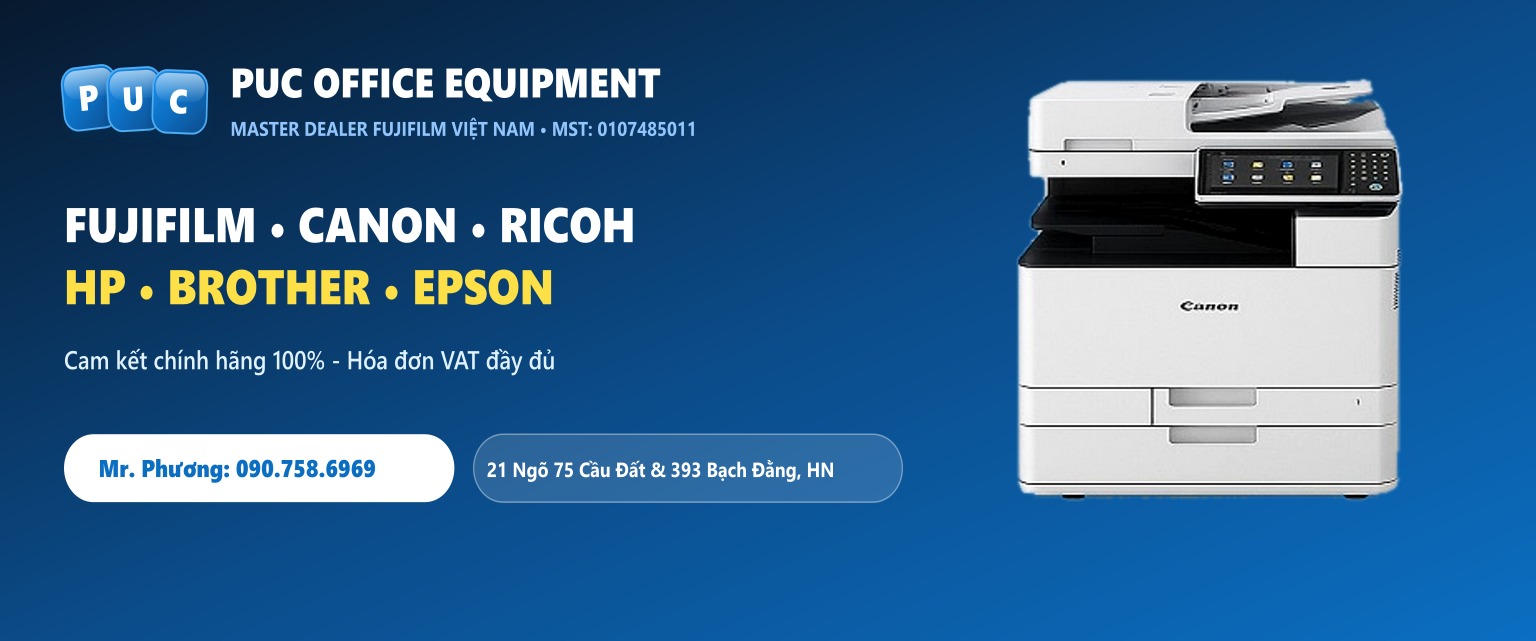 P U C
PUC OFFICE EQUIPMENT
MASTER DEALER FUJIFILM VIỆT NAM • MST: 0107485011
FUJIFILM • CANON • RICOH
HP • BROTHER • EPSON
Cam kết chính hãng 100% - Hóa đơn VAT đầy đủ
Mr. Phương: 090.758.6969
21 Ngõ 75 Cầu Đất & 393 Bạch Đằng, HN
Canon